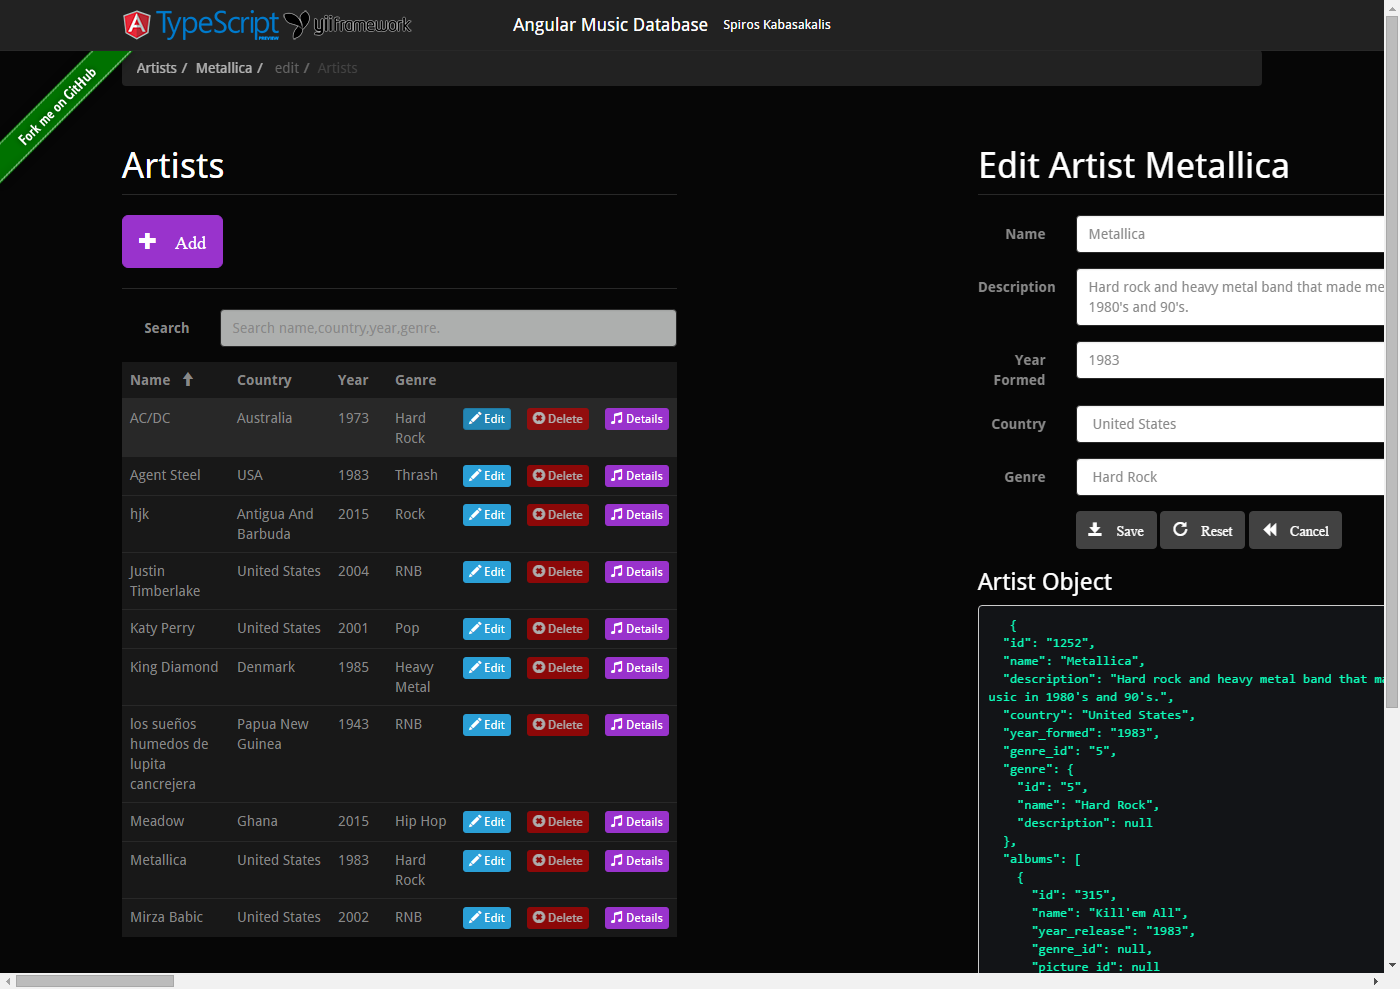 TypeScript PREVIEW yiiframework Angular Music Database Spiros Kabasakalis
Artists / Metallica / edit / Artists
Fork me on GitHub
Artists
Add
Search Search name,country,year,genre.
Name Country Year Genre
AC/DC Australia 1973 Hard Rock Edit Delete Details
Agent Steel USA 1983 Thrash Edit Delete Details
hjk Antigua And Barbuda 2015 Rock Edit Delete Details
Justin Timberlake United States 2004 RNB Edit Delete Details
Katy Perry United States 2001 Pop Edit Delete Details
King Diamond Denmark 1985 Heavy Metal Edit Delete Details
los sueños humedos de lupita cancrejera Papua New Guinea 1943 RNB Edit Delete Details
Meadow Ghana 2015 Hip Hop Edit Delete Details
Metallica United States 1983 Hard Rock Edit Delete Details
Mirza Babic United States 2002 RNB Edit Delete Details
Edit Artist Metallica
Name Metallica
Description Hard rock and heavy metal band that made me
1980's and 90's.
Year Formed 1983
Country United States
Genre Hard Rock
Save Reset Cancel
Artist Object
{
"id": "1252",
"name": "Metallica",
"description": "Hard rock and heavy metal band that ma
usic in 1980's and 90's.",
"country": "United States",
"year_formed": "1983",
"genre_id": "5",
"genre": {
"id": "5",
"name": "Hard Rock",
"description": null
},
"albums": [
{
"id": "315",
"name": "Kill'em All",
"year_release": "1983",
"genre_id": null,
"picture_id": null